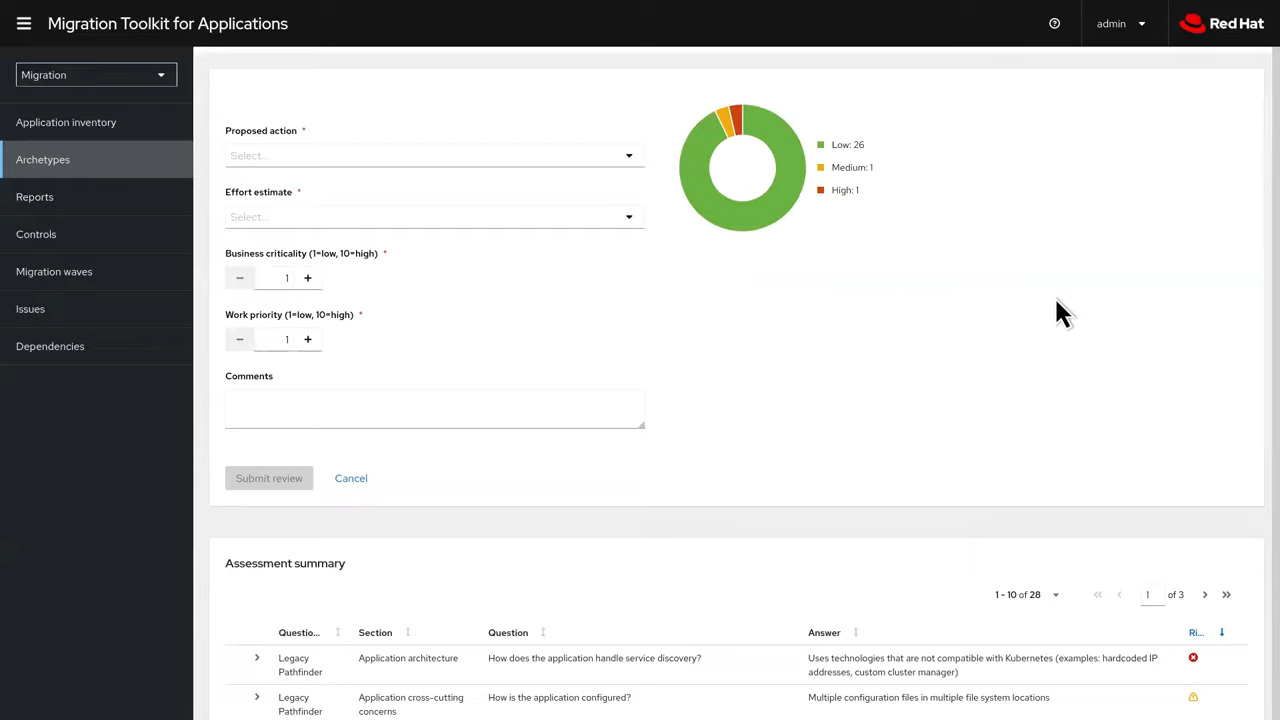 Migration Toolkit for Applications
admin
Red Hat
Migration
Application inventory
Archetypes
Reports
Controls
Migration waves
Issues
Dependencies
Proposed action *
Select...
Effort estimate *
Select...
Business criticality (1=low, 10=high) *
1
Work priority (1=low, 10=high) *
1
Comments
Submit review
Cancel
Low: 26
Medium: 1
High: 1
Assessment summary
1 - 10 of 28
1 of 3
Questio... Section Question Answer Ri...
Legacy Pathfinder Application architecture How does the application handle service discovery? Uses technologies that are not compatible with Kubernetes (examples: hardcoded IP addresses, custom cluster manager)
Legacy Pathfinder Application cross-cutting concerns How is the application configured? Multiple configuration files in multiple file system locations